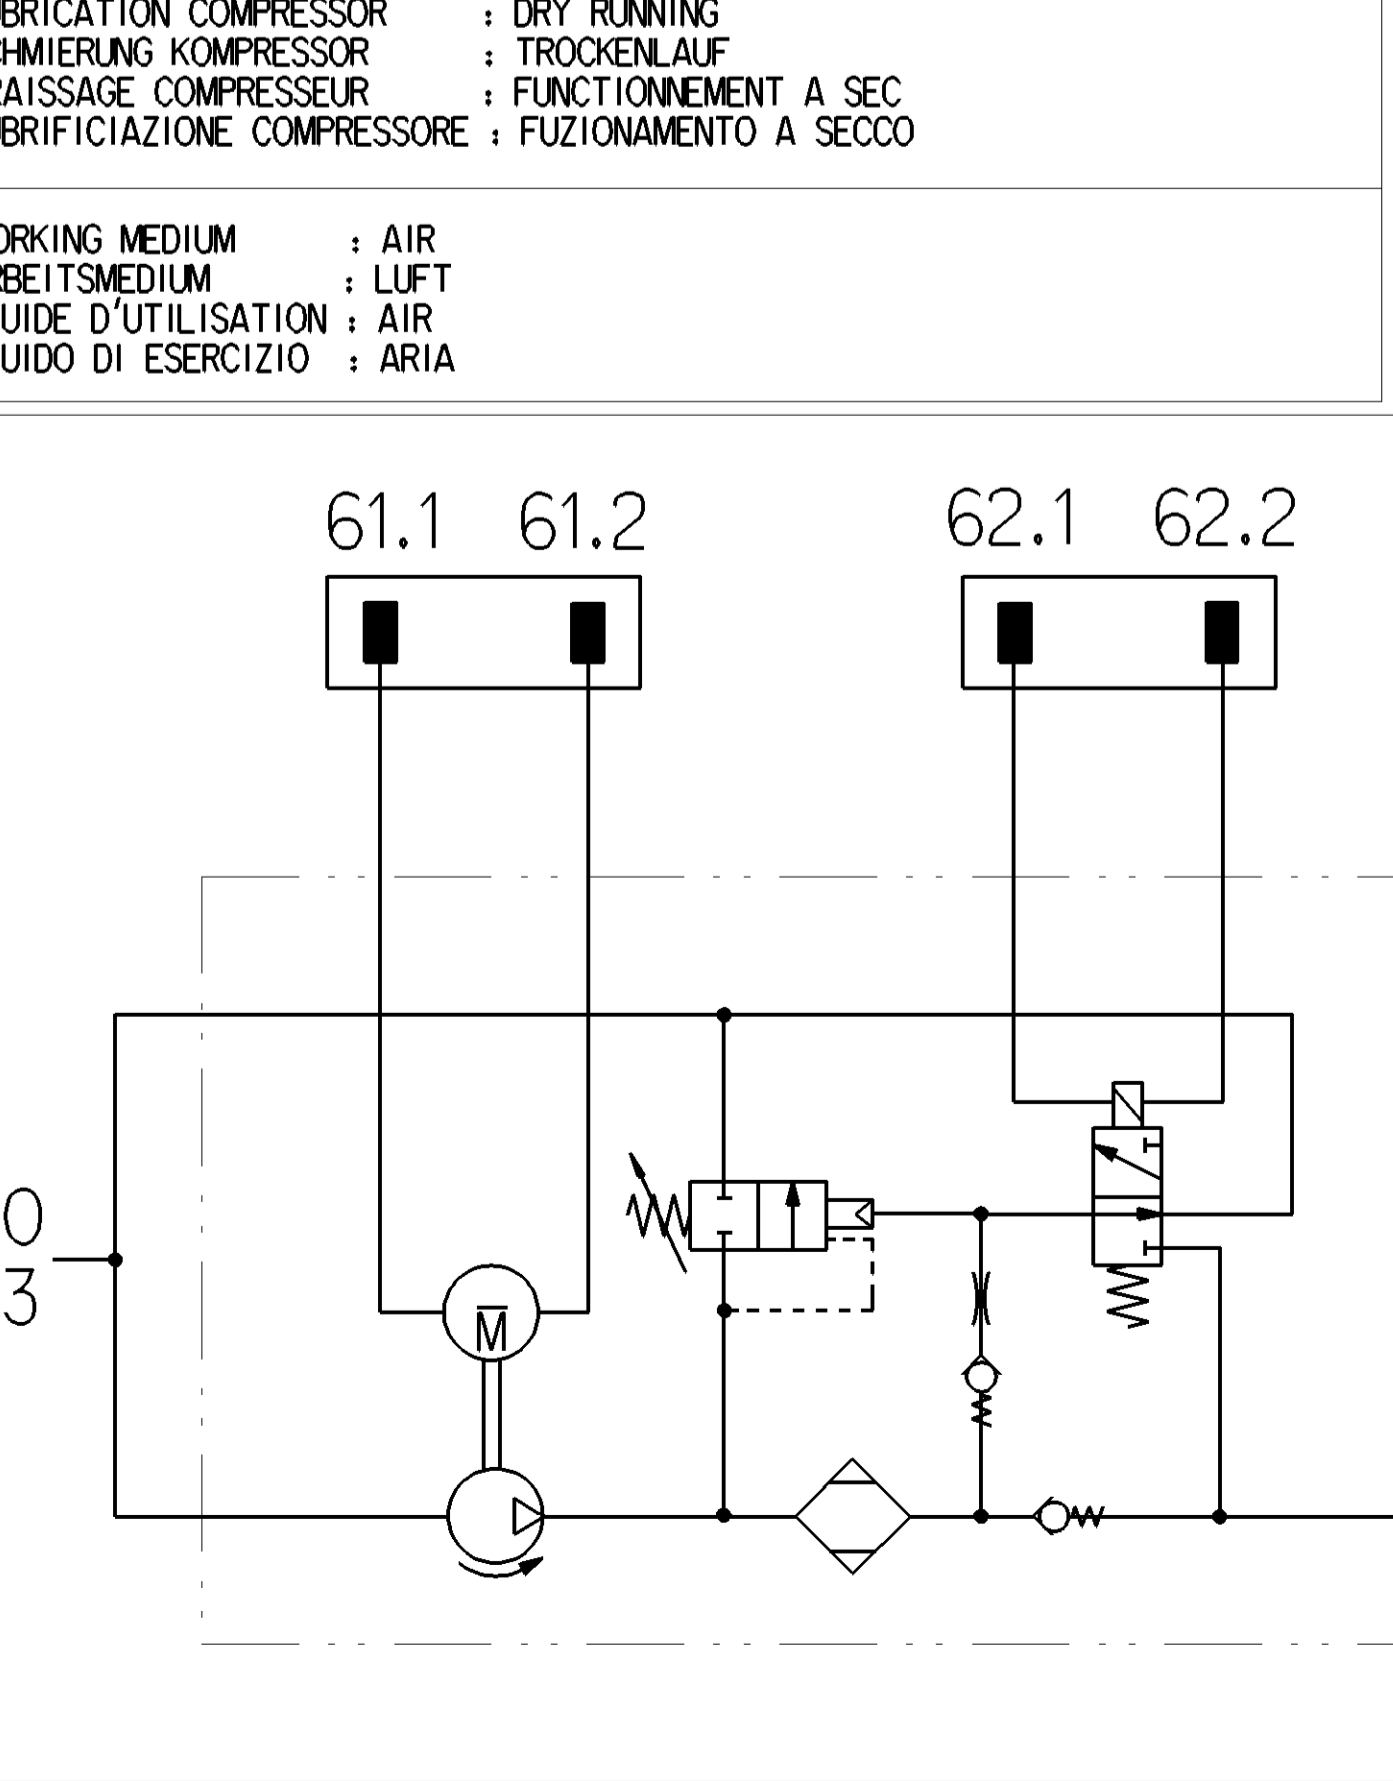 BRICATION COMPRESSOR : DRY RUNNING
HMIERUNG KOMPRESSOR : TROCKENLAUF
RAISSAGE COMPRESSEUR : FUNCTIONNEMENT A SEC
BRIFICIAZIONE COMPRESSORE : FUZIONAMENTO A SECCO
ORKING MEDIUM : AIR
RBEITSMEDIUM : LUFT
UIDE D'UTILISATION : AIR
UIDO DI ESERCIZIO : ARIA
61.1 61.2 62.1 62.2
0
3
M